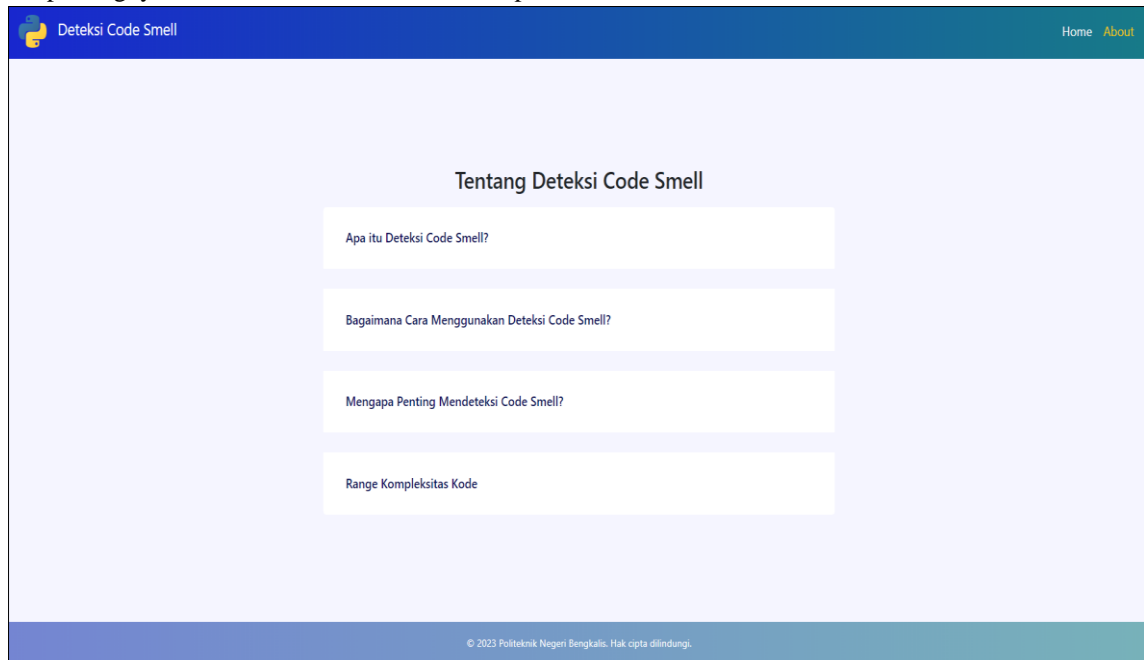 Deteksi Code Smell
Home About
Tentang Deteksi Code Smell
Apa itu Deteksi Code Smell?
Bagaimana Cara Menggunakan Deteksi Code Smell?
Mengapa Penting Mendeteksi Code Smell?
Range Kompleksitas Kode
© 2023 Politeknik Negeri Bengkalis. Hak cipta dilindungi.